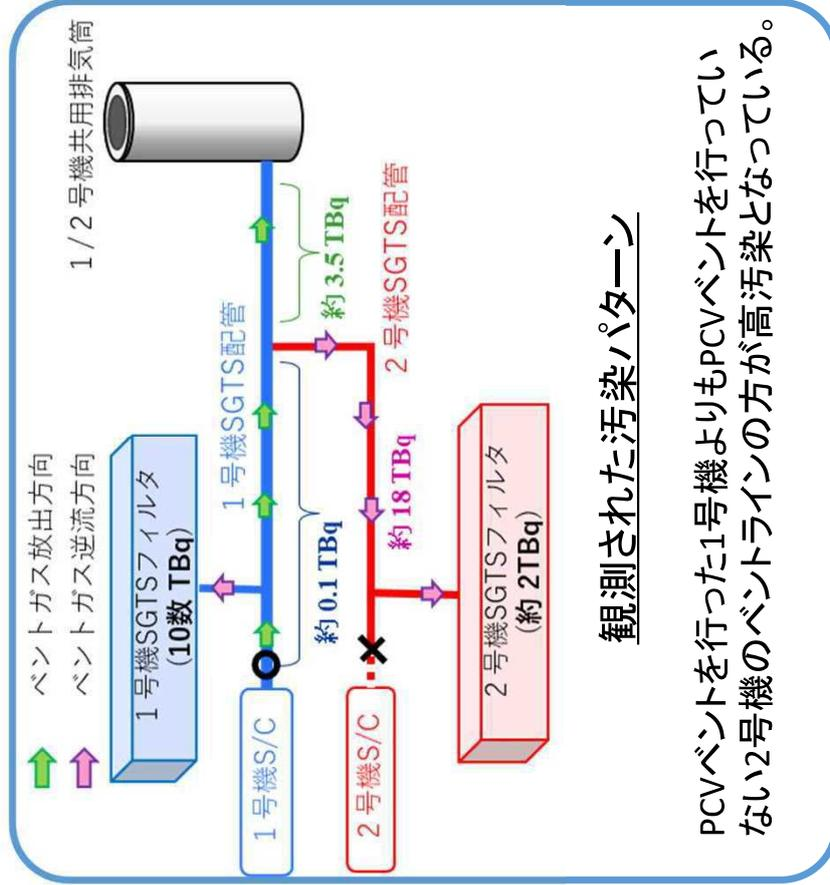 ベントガス放出方向
ベントガス逆流方向
1/2 号機共用排気筒
1号機SGTSフィルタ
(10数 TBq)
1号機SGTS配管
1号機S/C
約 0.1 TBq
約 3.5 TBq
2号機S/C
約 18 TBq
2号機SGTS配管
2号機SGTSフィルタ
(約 2TBq)
観測された汚染パターン
PCVベントを行った1号機よりもPCVベントを行ってい
ない2号機のベントラインの方が高汚染となっている。